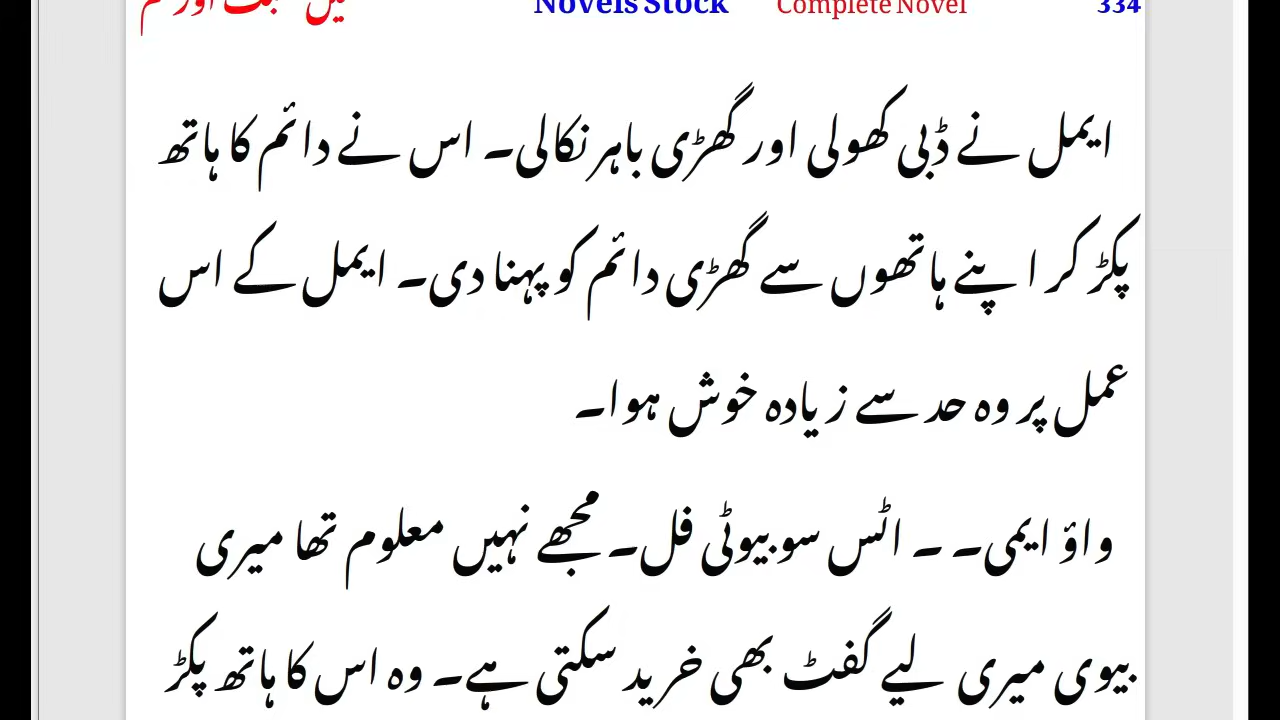 اور Novels Stock Complete Novel 334
ایمل نے ڈبی کھولی اور گھڑی باہر نکالی۔ اس نے دائم کا ہاتھ
پکڑ کر اپنے ہاتھوں سے گھڑی دائم کو پہنا دی۔ ایمل کے اس
عمل پر وہ حد سے زیادہ خوش ہوا۔
واؤ ایمی۔ ۔ اٹس سو بیوٹی فل۔ مجھے نہیں معلوم تھا میری
بیوی میری لیے گفٹ بھی خرید سکتی ہے۔ وہ اس کا ہاتھ پکڑ